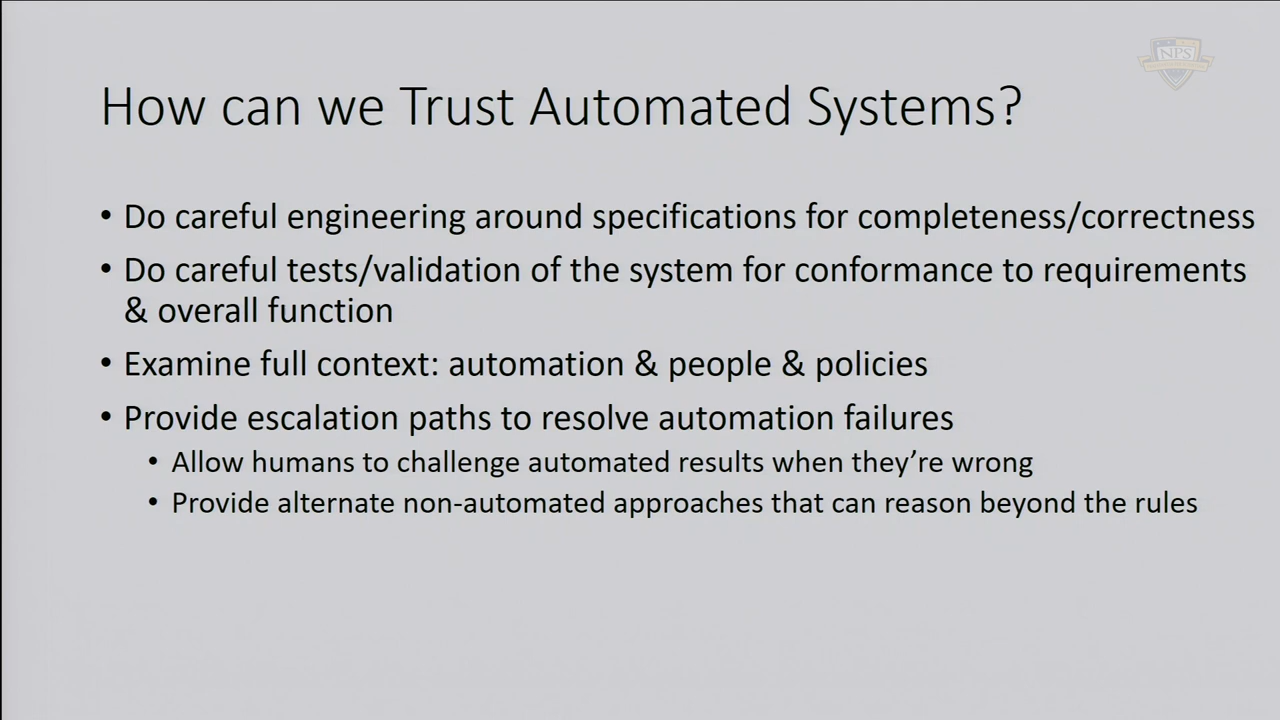 NPS
How can we Trust Automated Systems?
• Do careful engineering around specifications for completeness/correctness
• Do careful tests/validation of the system for conformance to requirements
& overall function
• Examine full context: automation & people & policies
• Provide escalation paths to resolve automation failures
• Allow humans to challenge automated results when they’re wrong
• Provide alternate non-automated approaches that can reason beyond the rules